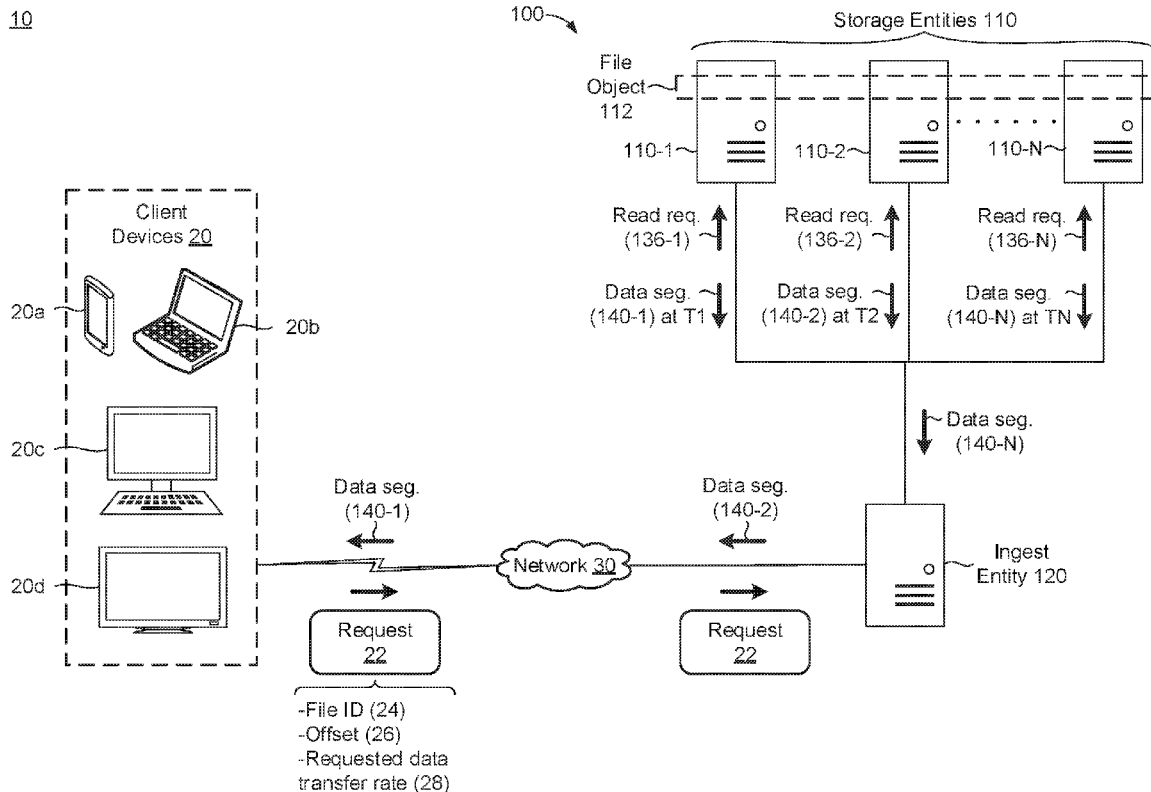 10
100
Storage Entities 110
File
Object
112
110-1
110-2
110-N
Read req.
(136-1)
Read req.
(136-2)
Read req.
(136-N)
Data seg.
(140-1) at T1
Data seg.
(140-2) at T2
Data seg.
(140-N) at TN
Client
Devices 20
20a
20b
20c
20d
Data seg.
(140-N)
Data seg.
(140-1)
Data seg.
(140-2)
Network 30
Ingest
Entity 120
Request
22
Request
22
-File ID (24)
-Offset (26)
-Requested data
transfer rate (28)